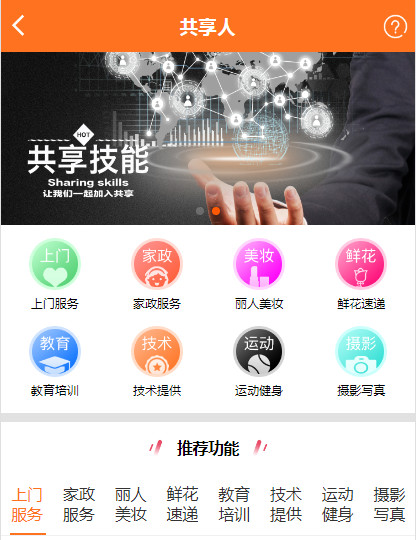 共享人
?
HOT
共享技能
Sharing skills
让我们一起加入共享
上门 家政 美妆 鲜花
上门服务 家政服务 丽人美妆 鲜花速递
教育 技术 运动 摄影
教育培训 技术提供 运动健身 摄影写真
推荐功能
上门 家政 丽人 鲜花 教育 技术 运动 摄影
服务 服务 美妆 速递 培训 提供 健身 写真